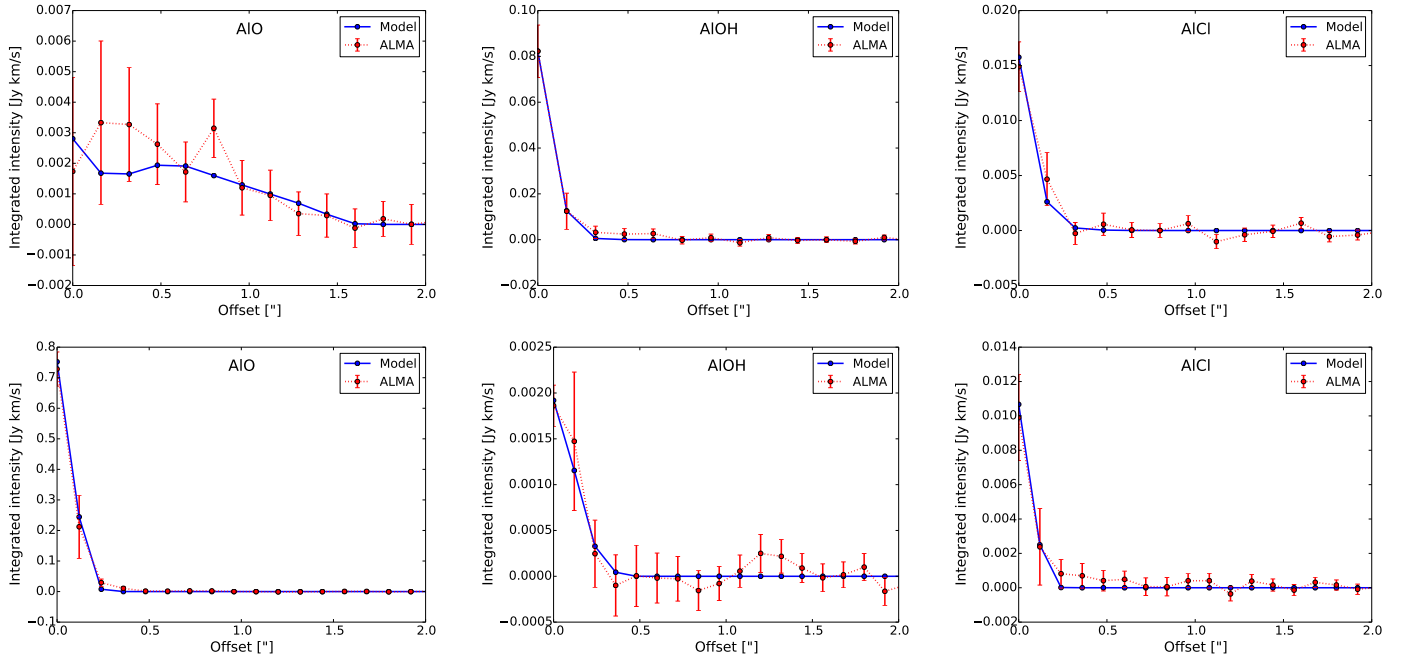 AlO
Model
ALMA
Integrated intensity [Jy km/s]
0.007
0.006
0.005
0.004
0.003
0.002
0.001
0.000
−0.001
−0.002
0.0 0.5 1.0 1.5 2.0
Offset ["]
AlOH
Model
ALMA
Integrated intensity [Jy km/s]
0.10
0.08
0.06
0.04
0.02
0.00
−0.02
0.0 0.5 1.0 1.5 2.0
Offset ["]
AlCl
Model
ALMA
Integrated intensity [Jy km/s]
0.020
0.015
0.010
0.005
0.000
−0.005
0.0 0.5 1.0 1.5 2.0
Offset ["]
AlO
Model
ALMA
Integrated intensity [Jy km/s]
0.8
0.7
0.6
0.5
0.4
0.3
0.2
0.1
0.0
−0.1
0.0 0.5 1.0 1.5 2.0
Offset ["]
AlOH
Model
ALMA
Integrated intensity [Jy km/s]
0.0025
0.0020
0.0015
0.0010
0.0005
0.0000
−0.0005
0.0 0.5 1.0 1.5 2.0
Offset ["]
AlCl
Model
ALMA
Integrated intensity [Jy km/s]
0.014
0.012
0.010
0.008
0.006
0.004
0.002
0.000
−0.002
0.0 0.5 1.0 1.5 2.0
Offset ["]